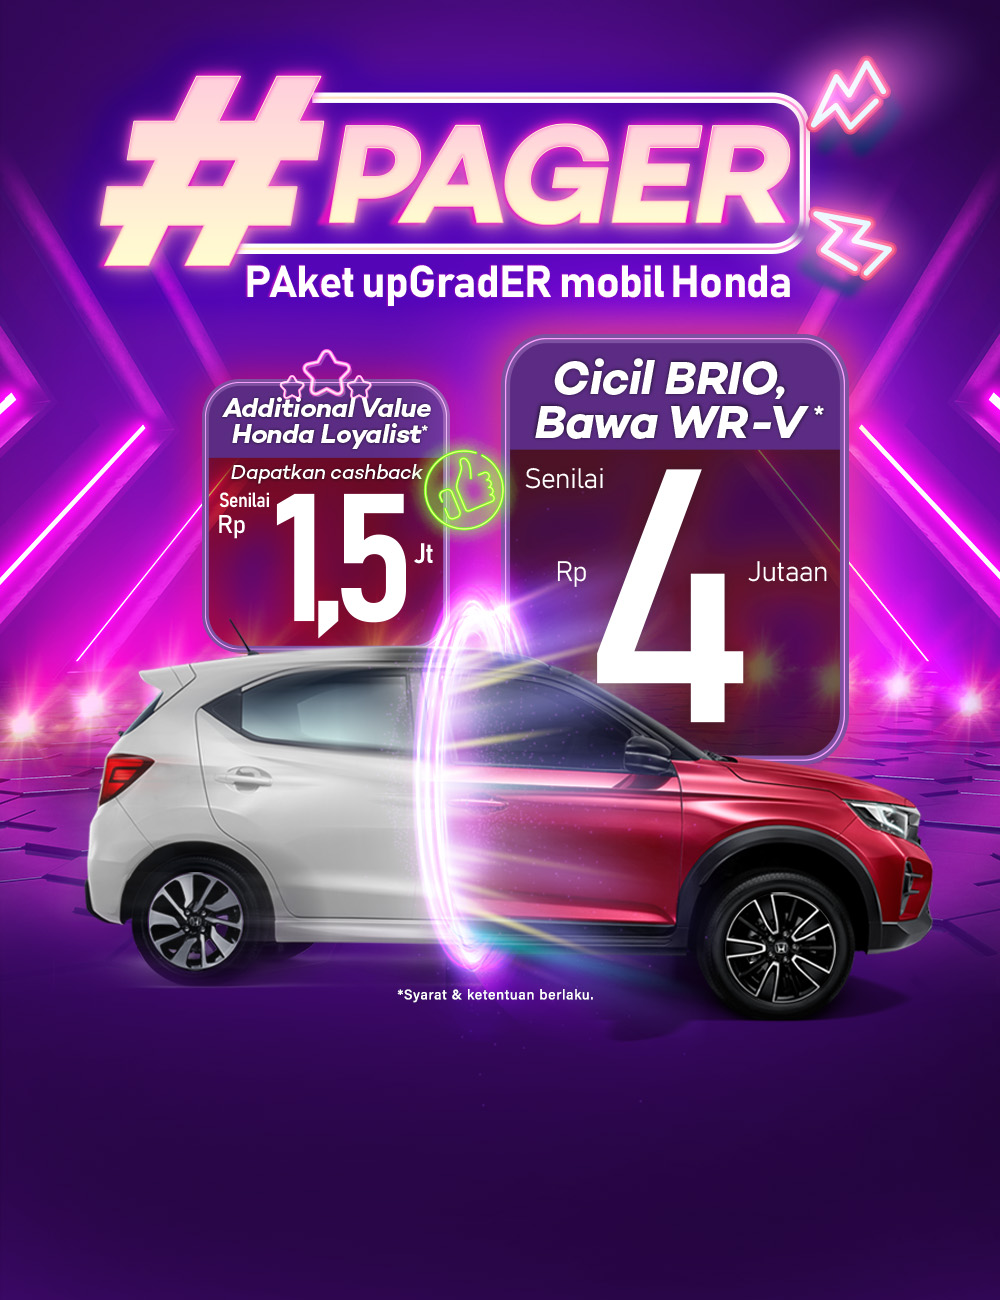 #PAGER
PAket upGradER mobil Honda
Additional Value
Honda Loyalist*
Dapatkan cashback
Senilai
Rp 1,5 Jt
Cicil BRIO,
Bawa WR-V*
Senilai
Rp 4 Jutaan
*Syarat & ketentuan berlaku.